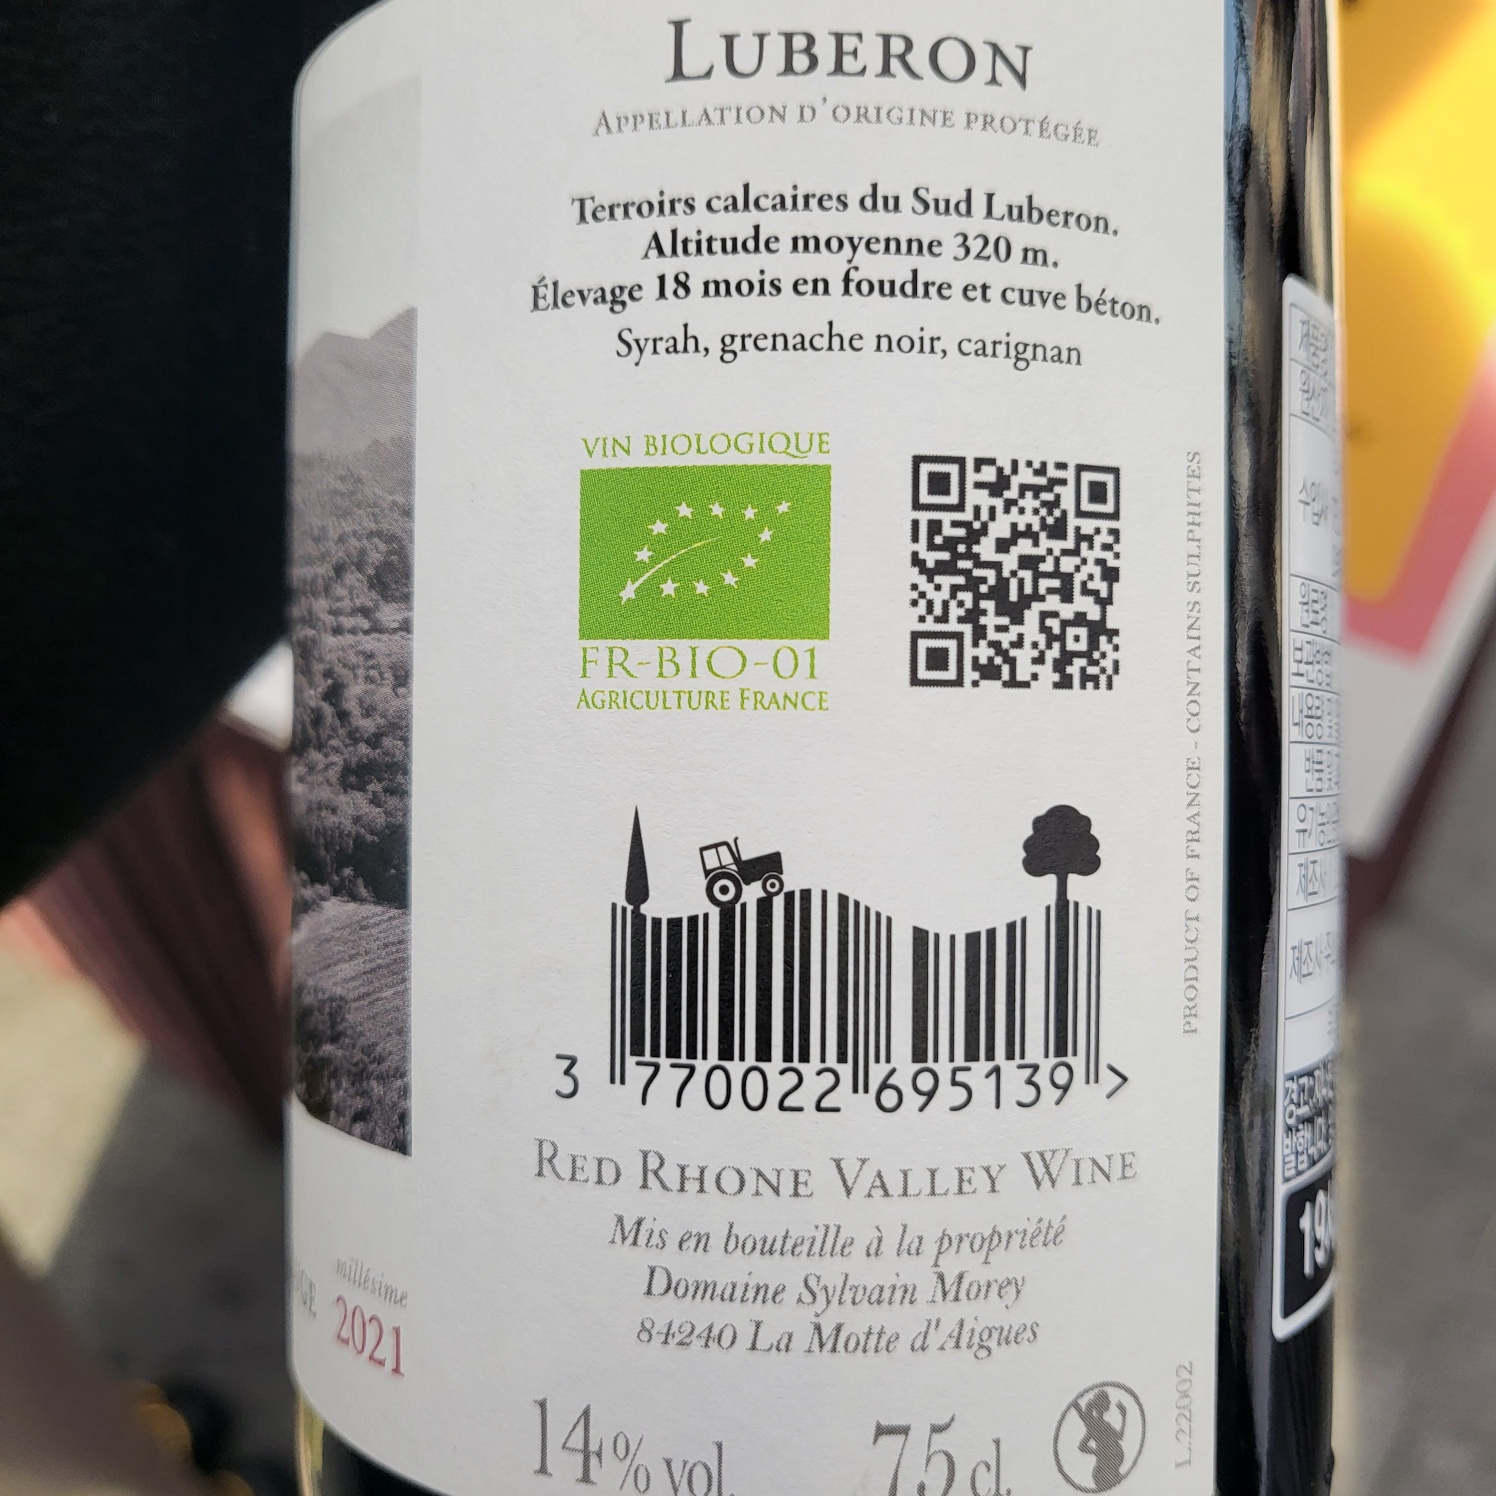 LUBERON
APPELLATION D'ORIGINE PROTÉGÉE
Terroirs calcaires du Sud Luberon.
Altitude moyenne 320 m.
Élevage 18 mois en foudre et cuve béton.
Syrah, grenache noir, carignan
VIN BIOLOGIQUE
FR-BIO-01
AGRICULTURE FRANCE
PRODUCT OF FRANCE - CONTAINS SULPHITES
3 770022 695139 >
RED RHONE VALLEY WINE
Mis en bouteille à la propriété
Domaine Sylvain Morey
84240 La Motte d'Aigues
14% vol.
75 cl.
L.22002
millésime
2021